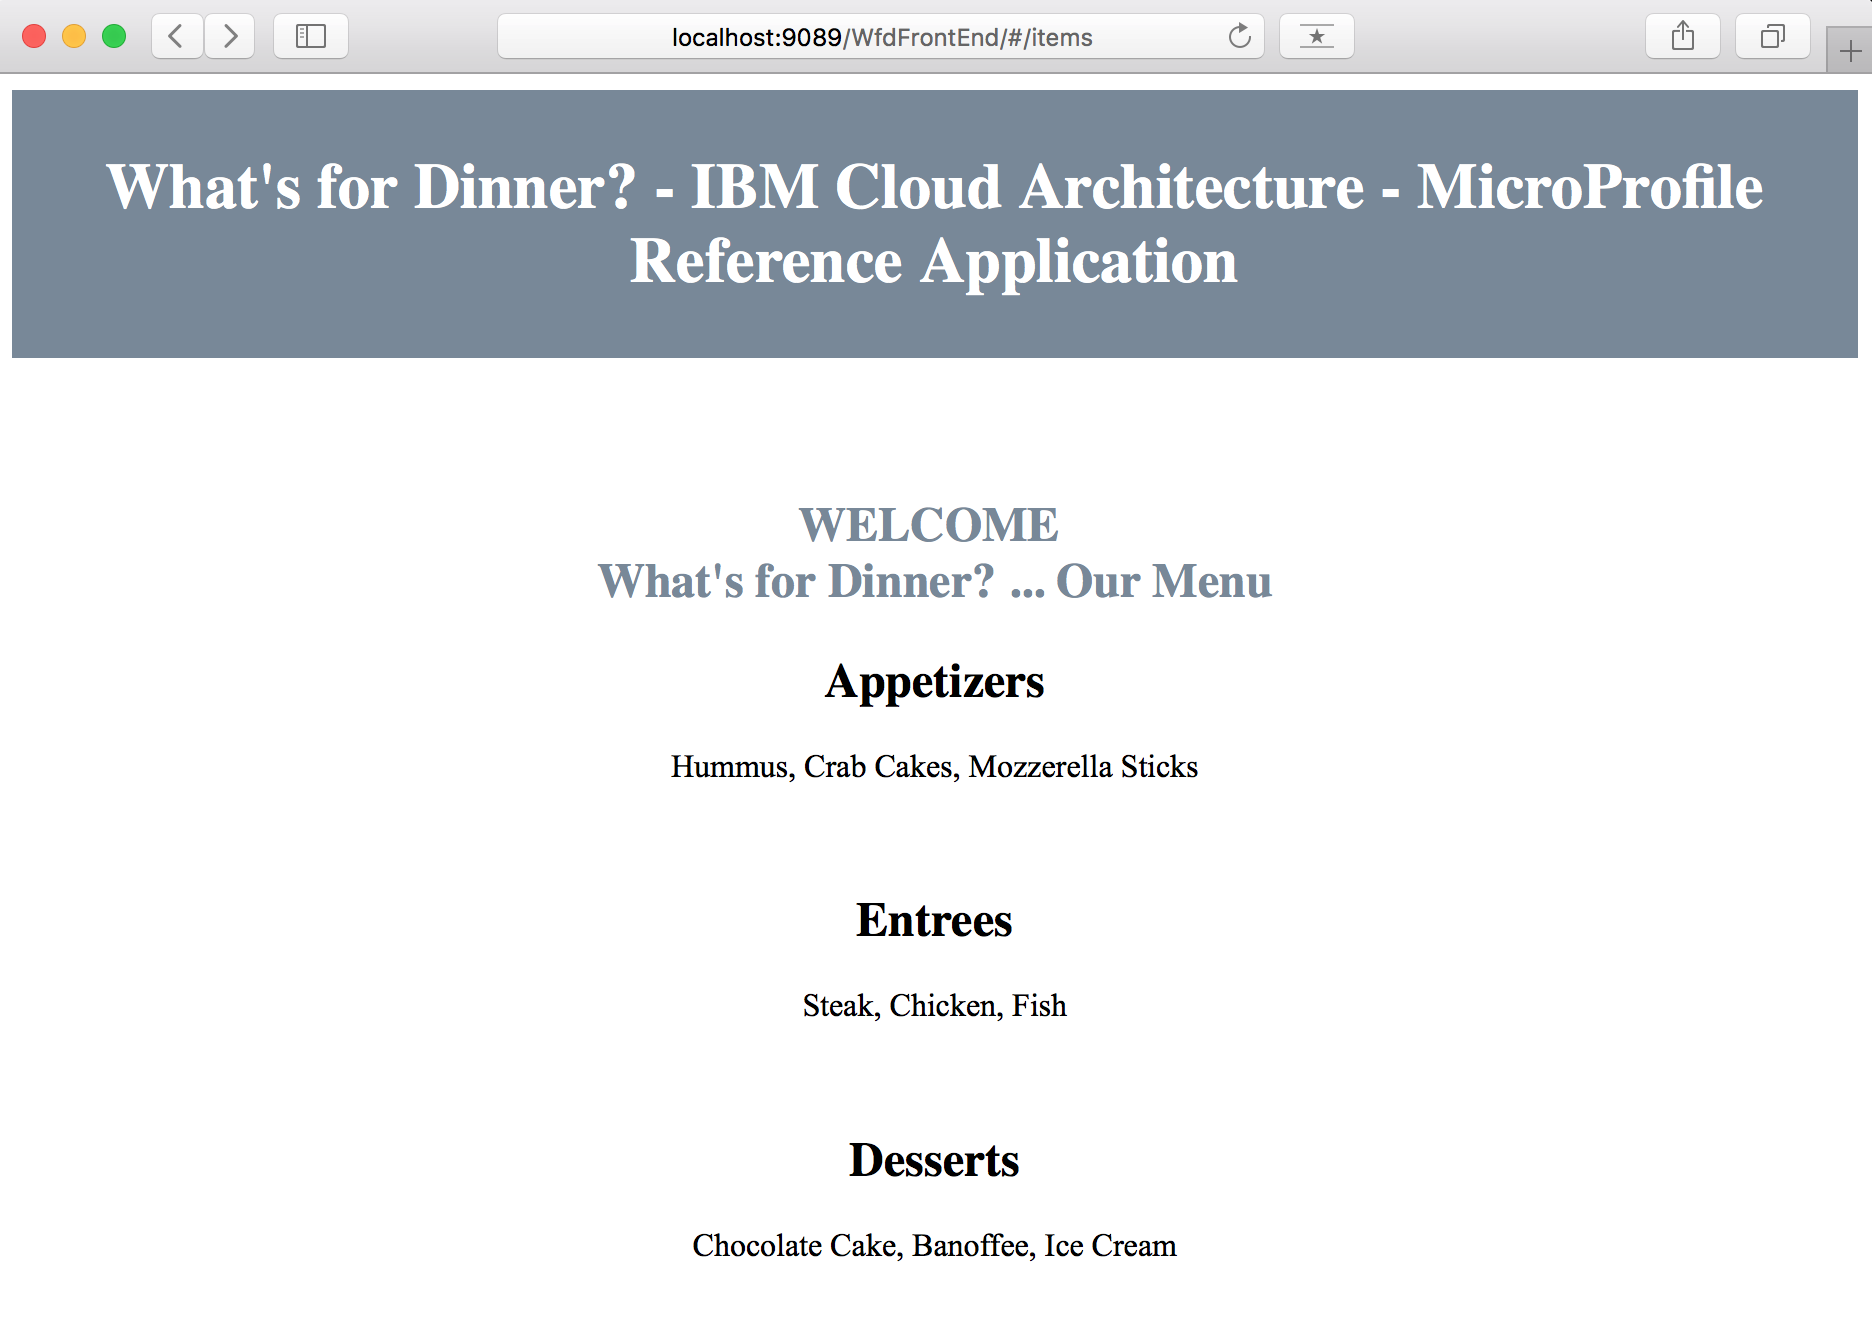 localhost:9089/WfdFrontEnd/#/items
What's for Dinner? - IBM Cloud Architecture - MicroProfile
Reference Application
WELCOME
What's for Dinner? ... Our Menu
Appetizers
Hummus, Crab Cakes, Mozzerella Sticks
Entrees
Steak, Chicken, Fish
Desserts
Chocolate Cake, Banoffee, Ice Cream